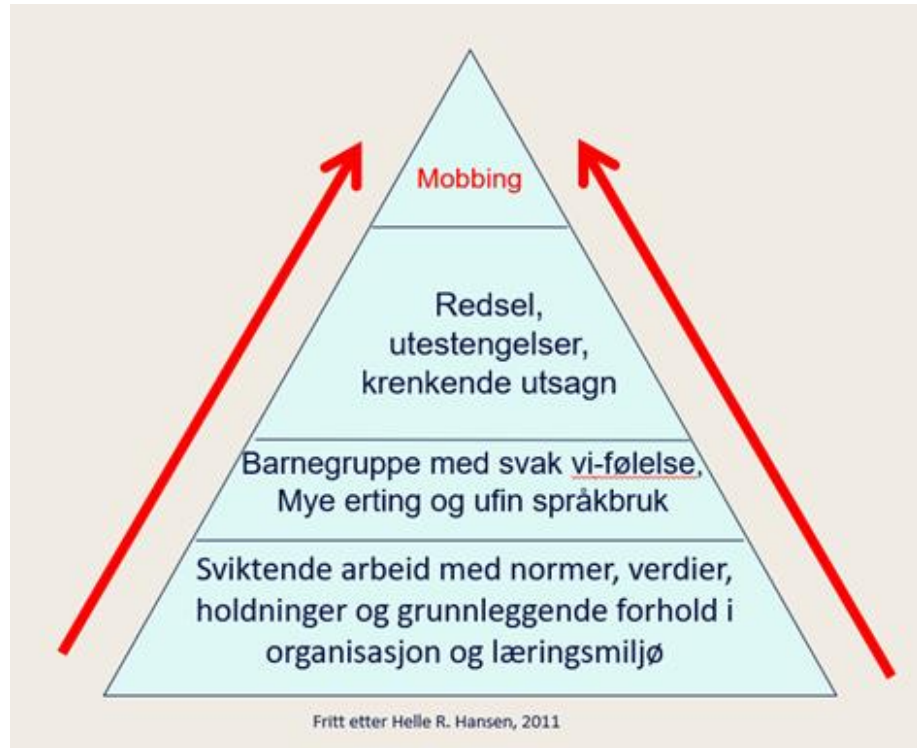 Mobbing
Redsel,
utestengelser,
krenkende utsagn
Barnegruppe med svak vi-følelse,
Mye erting og ufin språkbruk
Sviktende arbeid med normer, verdier,
holdninger og grunnleggende forhold i
organisasjon og læringsmiljø
Fritt etter Helle R. Hansen, 2011